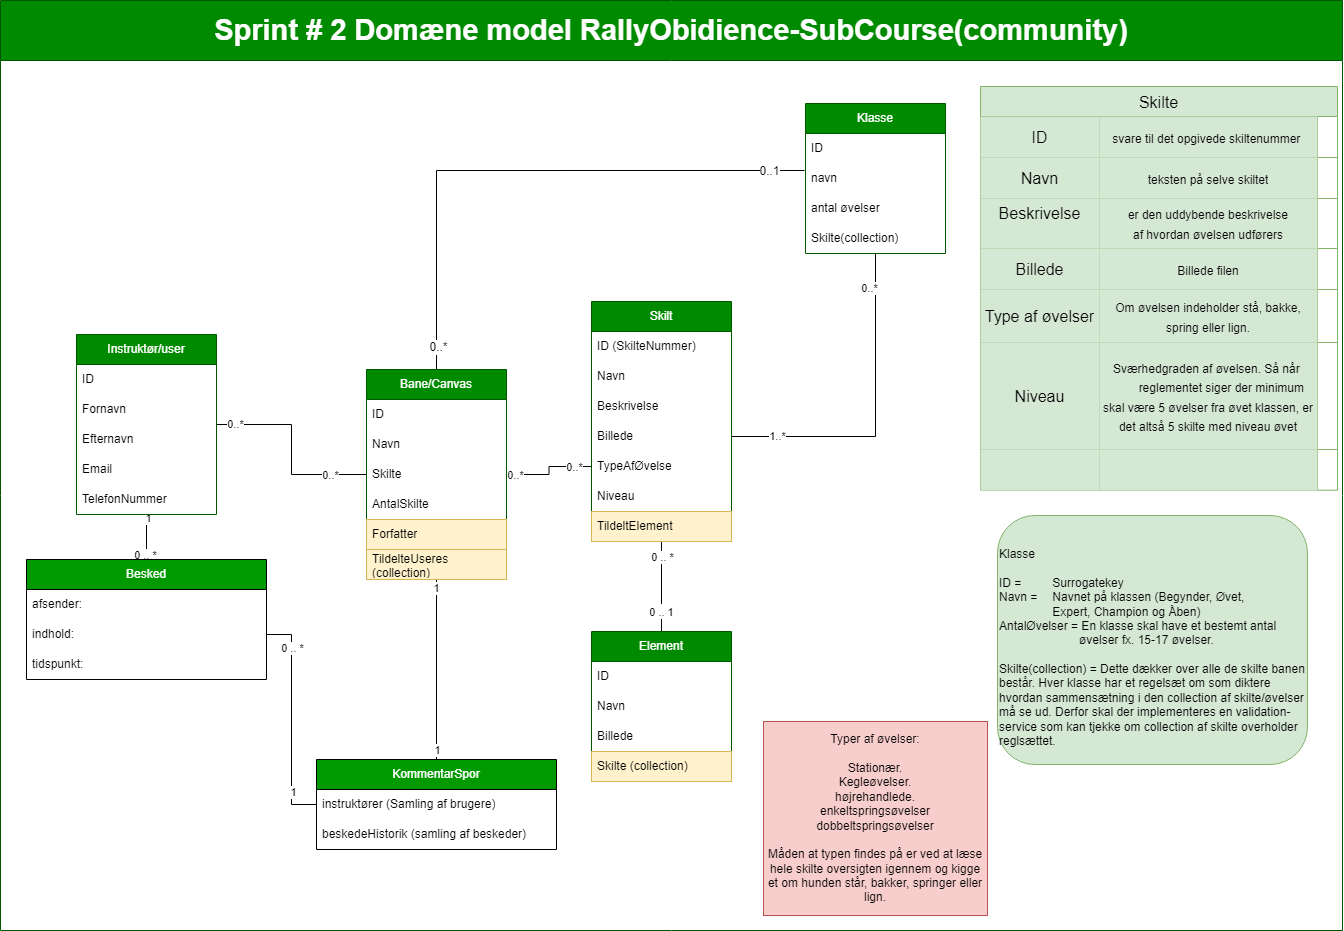 Sprint # 2 Domæne model RallyObidience-SubCourse(community)
Klasse
ID
navn
antal øvelser
Skilte(collection)
0..1
0..*
0..*
1..*
Skilt
ID (SkilteNummer)
Navn
Beskrivelse
Billede
TypeAfØvelse
Niveau
TildeltElement
Instruktør/user
ID
Fornavn
Efternavn
Email
TelefonNummer
0..*
0..*
Bane/Canvas
ID
Navn
Skilte
AntalSkilte
Forfatter
TildelteUseres
(collection)
0..*
0..*
1
0 .. *
Besked
afsender:
indhold:
tidspunkt:
0 .. *
1
1
1
KommentarSpor
instruktører (Samling af brugere)
beskedeHistorik (samling af beskeder)
0 .. *
0 .. 1
Element
ID
Navn
Billede
Skilte (collection)
Skilte
ID
svare til det opgivede skiltenummer
Navn
teksten på selve skiltet
Beskrivelse
er den uddybende beskrivelse
af hvordan øvelsen udførers
Billede
Billede filen
Type af øvelser
Om øvelsen indeholder stå, bakke,
spring eller lign.
Niveau
Sværhedgraden af øvelsen. Så når
reglementet siger der minimum
skal være 5 øvelser fra øvet klassen, er
det altså 5 skilte med niveau øvet
Klasse
ID = Surrogatekey
Navn = Navnet på klassen (Begynder, Øvet,
Expert, Champion og Åben)
AntalØvelser = En klasse skal have et bestemt antal
øvelser fx. 15-17 øvelser.
Skilte(collection) = Dette dækker over alle de skilte banen
består. Hver klasse har et regelsæt om som diktere
hvordan sammensætning i den collection af skilte/øvelser
må se ud. Derfor skal der implementeres en validation-
service som kan tjekke om collection af skilte overholder
reglsættet.
Typer af øvelser:
Stationær.
Kegleøvelser.
højrehandlede.
enkeltspringsøvelser
dobbeltspringsøvelser
Måden at typen findes på er ved at læse
hele skilte oversigten igennem og kigge
et om hunden står, bakker, springer eller
lign.